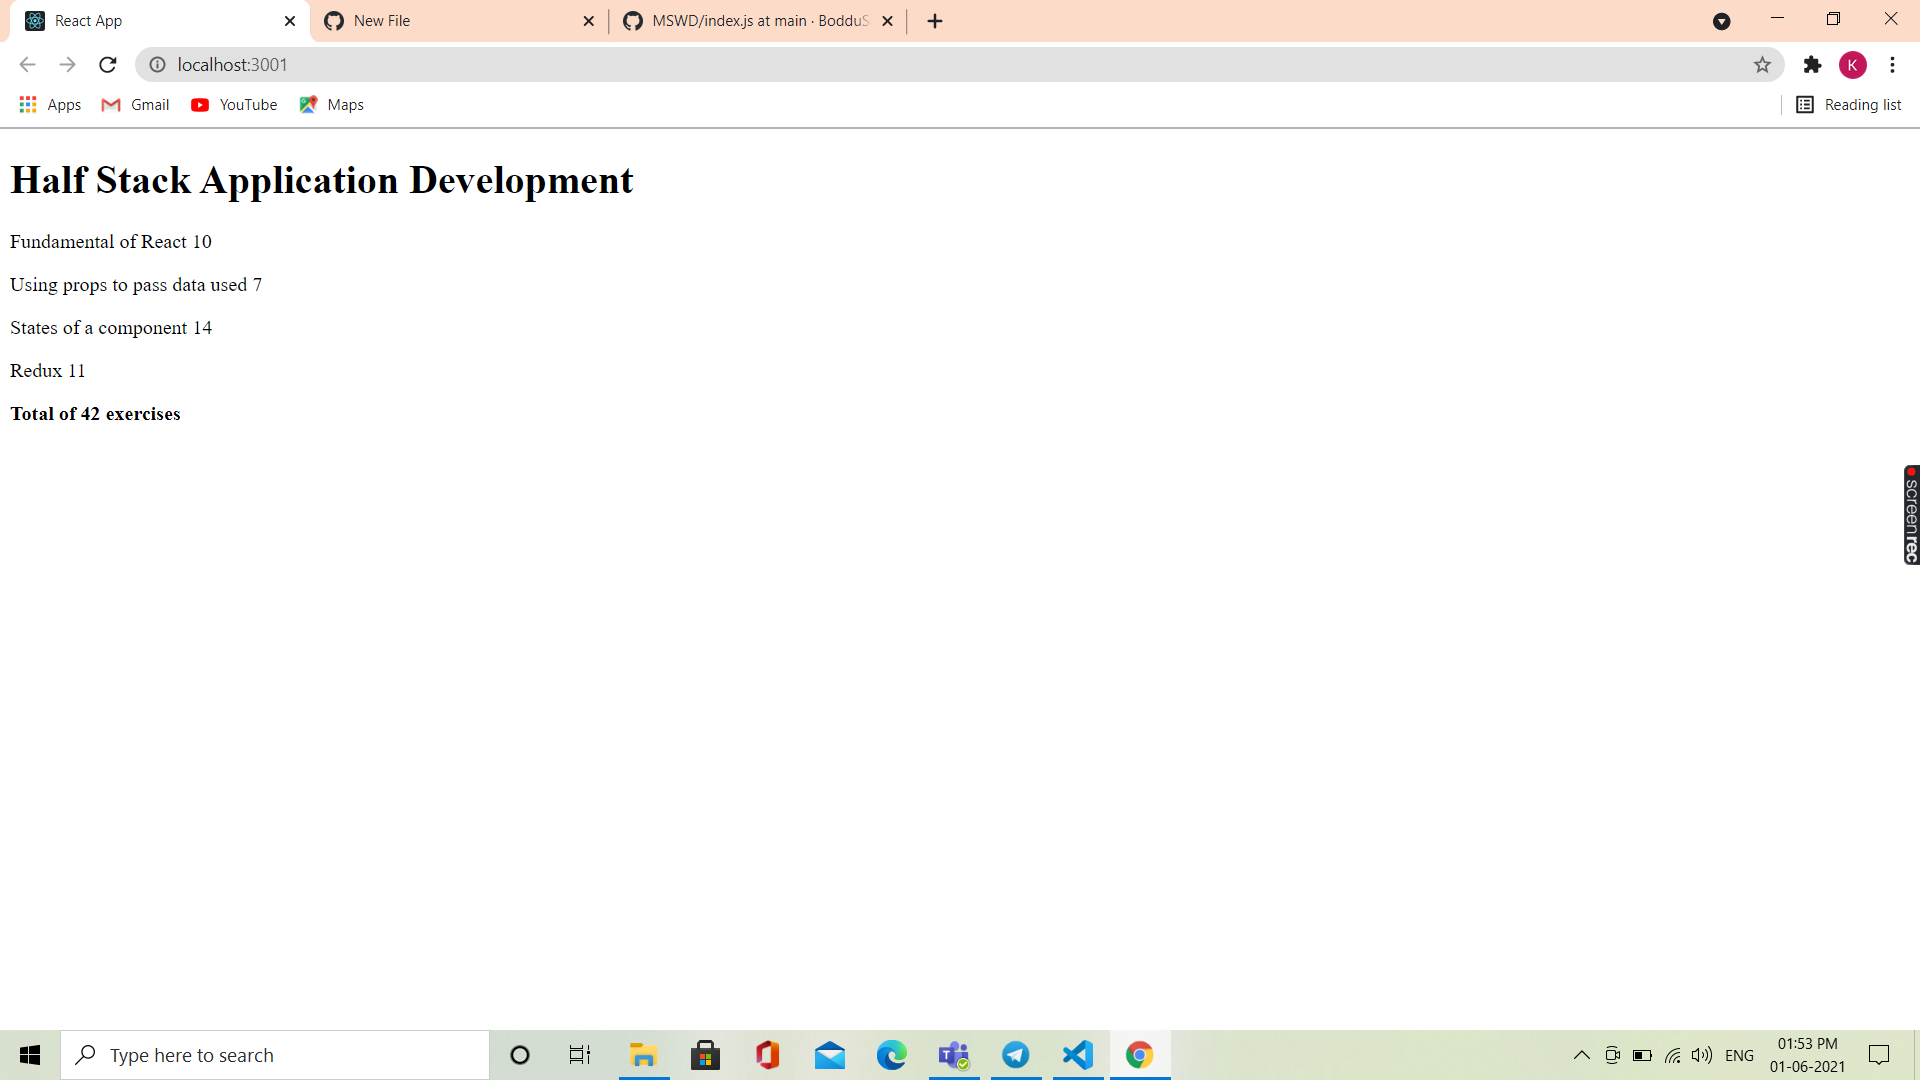 React App
New File
MSWD/index.js at main · BodduS
localhost:3001
K
Apps
Gmail
YouTube
Maps
Reading list
Half Stack Application Development
Fundamental of React 10
Using props to pass data used 7
States of a component 14
Redux 11
Total of 42 exercises
screenrec
Type here to search
ENG
01:53 PM
01-06-2021